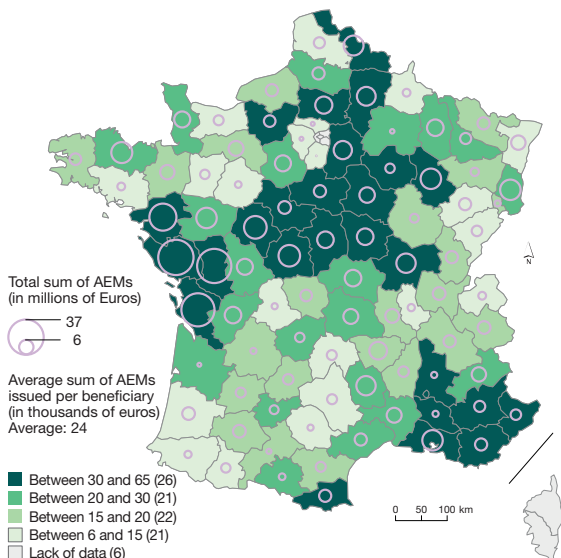 N
Total sum of AEMs
(in millions of Euros)
37
6
Average sum of AEMs
issued per beneficiary
(in thousands of euros)
Average: 24
Between 30 and 65 (26)
Between 20 and 30 (21)
Between 15 and 20 (22)
Between 6 and 15 (21)
Lack of data (6)
0 50 100 km